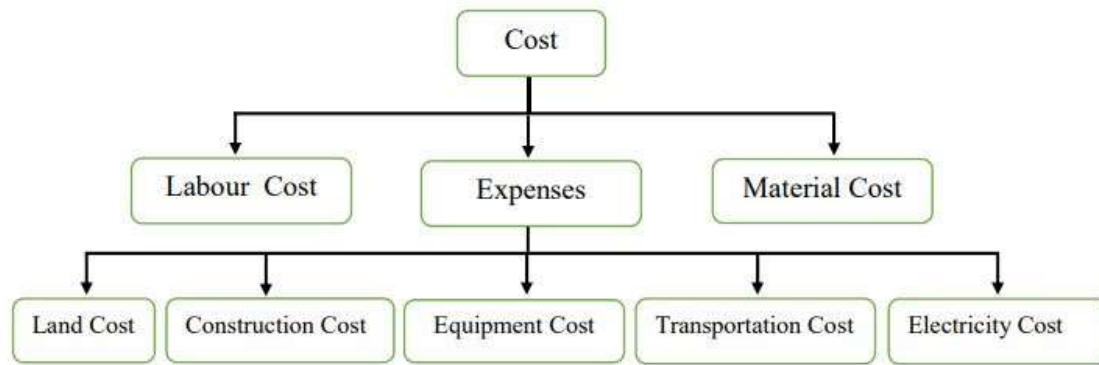 Cost
Labour Cost
Expenses
Material Cost
Land Cost
Construction Cost
Equipment Cost
Transportation Cost
Electricity Cost